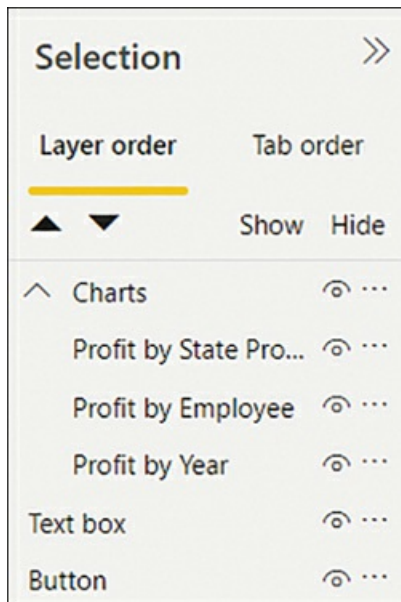 Selection
Layer order Tab order
Show Hide
Charts
Profit by State Pro...
Profit by Employee
Profit by Year
Text box
Button